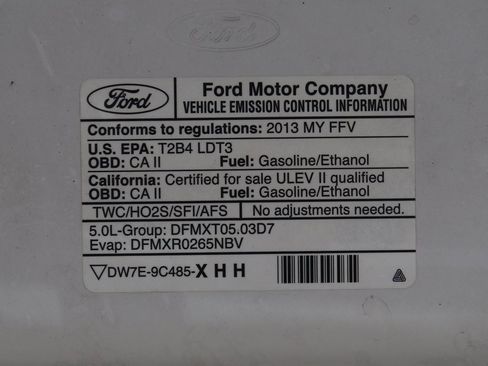 Ford
Ford
Ford Motor Company
VEHICLE EMISSION CONTROL INFORMATION
Conforms to regulations: 2013 MY FFV
U.S. EPA: T2B4 LDT3
OBD: CA II Fuel: Gasoline/Ethanol
California: Certified for sale ULEV II qualified
OBD: CA II Fuel: Gasoline/Ethanol
TWC/HO2S/SFI/AFS No adjustments needed.
5.0L-Group: DFMXT05.03D7
Evap: DFMXR0265NBV
DW7E-9C485-X H H